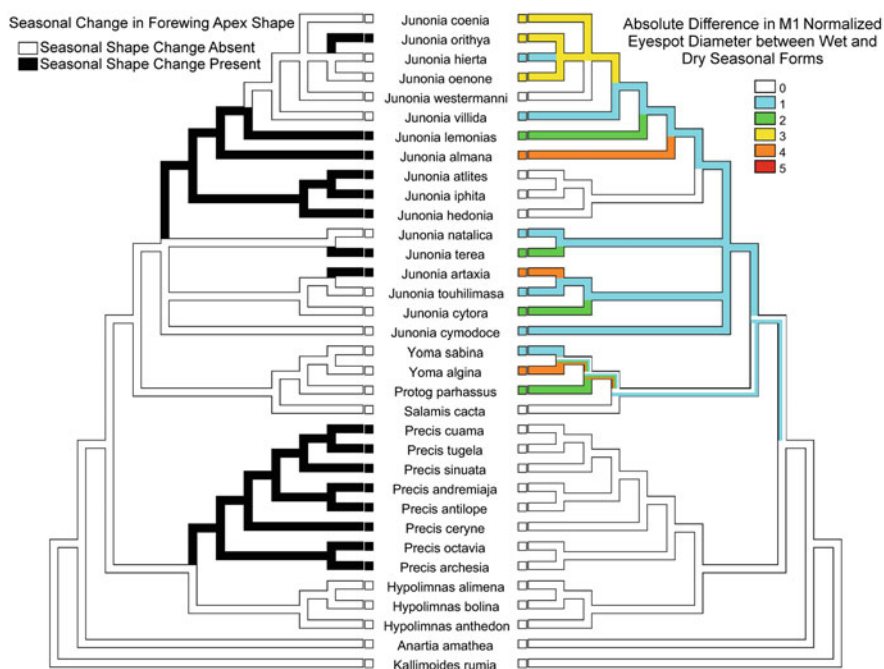 Seasonal Change in Forewing Apex Shape
Seasonal Shape Change Absent
Seasonal Shape Change Present
Absolute Difference in M1 Normalized
Eyespot Diameter between Wet and
Dry Seasonal Forms
0
1
2
3
4
5
Junonia coenia
Junonia orithya
Junonia hierta
Junonia oenone
Junonia westermanni
Junonia villida
Junonia lemonias
Junonia almana
Junonia atlites
Junonia iphita
Junonia hedonia
Junonia natalica
Junonia terea
Junonia artaxia
Junonia touhilimasa
Junonia cytora
Junonia cymodoce
Yoma sabina
Yoma algina
Protog parhassus
Salamis cacta
Precis cuama
Precis tugela
Precis sinuata
Precis andremiaja
Precis antilope
Precis ceryne
Precis octavia
Precis archesia
Hypolimnas alimena
Hypolimnas bolina
Hypolimnas anthedon
Anartia amathea
Kallimoides rumia